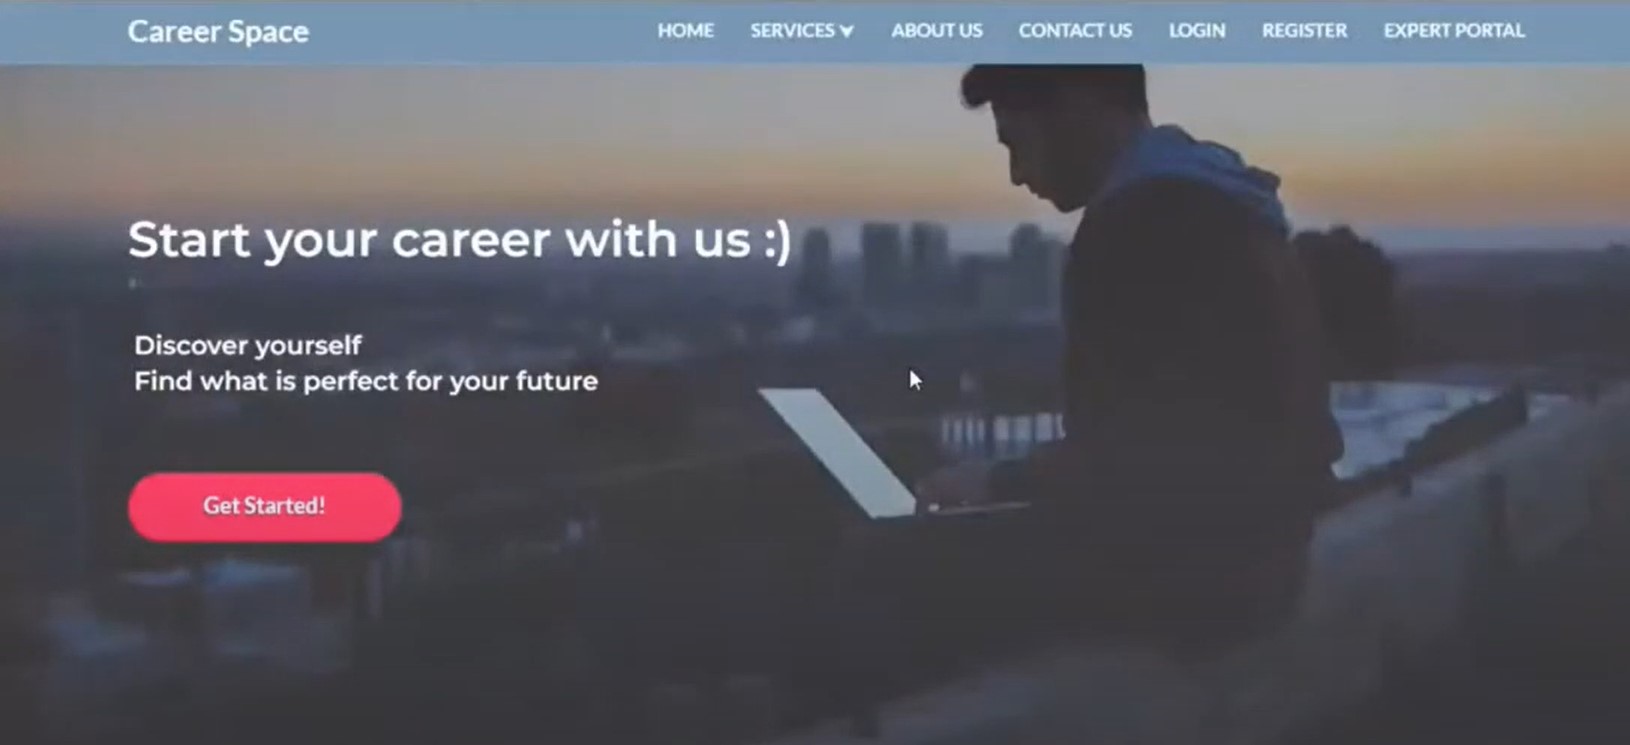 Career Space
HOME SERVICES ABOUT US CONTACT US LOGIN REGISTER EXPERT PORTAL
Start your career with us :)
Discover yourself
Find what is perfect for your future
Get Started!